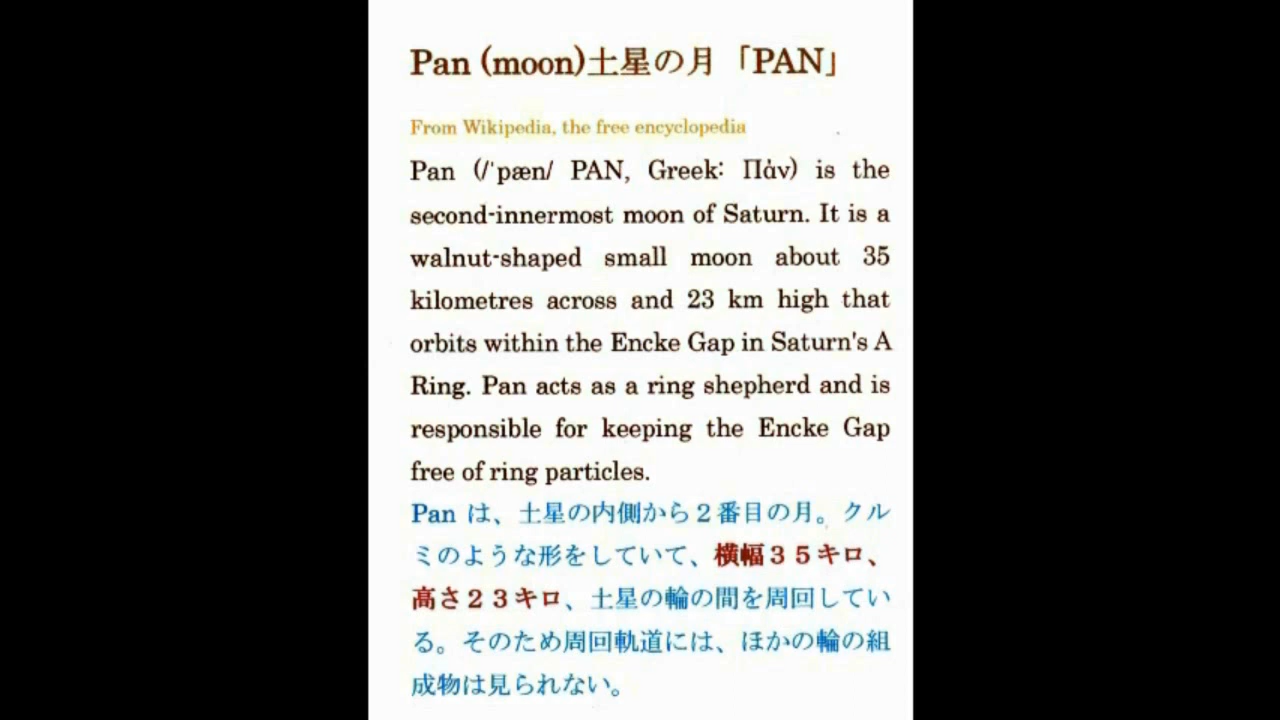 Pan (moon)土星の月「PAN」
From Wikipedia, the free encyclopedia
Pan (/ˈpæn/ PAN, Greek: Πάν) is the
second-innermost moon of Saturn. It is a
walnut-shaped small moon about 35
kilometres across and 23 km high that
orbits within the Encke Gap in Saturn's A
Ring. Pan acts as a ring shepherd and is
responsible for keeping the Encke Gap
free of ring particles.
Pan は、土星の内側から２番目の月。クル
ミのような形をしていて、横幅３５キロ、
高さ２３キロ、土星の輪の間を周回してい
る。そのため周回軌道には、ほかの輪の組
成物は見られない。